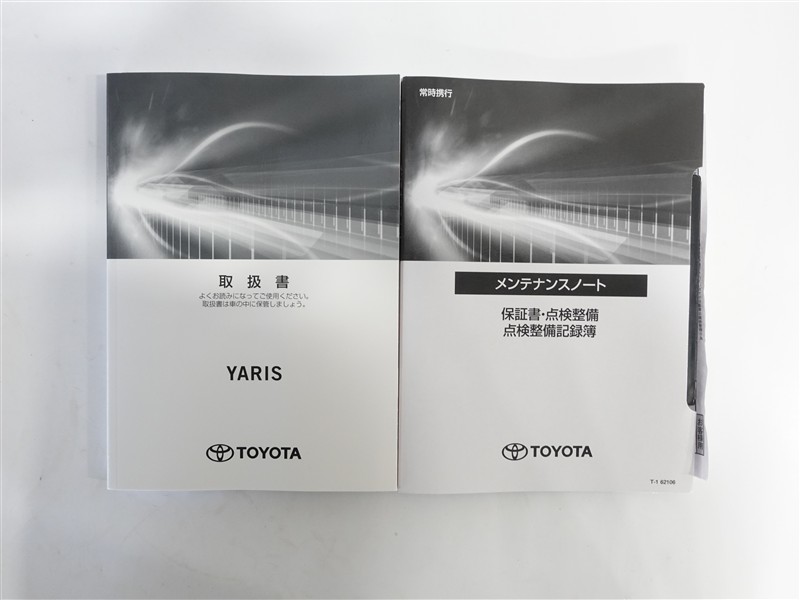 取扱書
よくお読みになってご使用ください。
取扱書は車の中に保管しましょう。
YARIS
TOYOTA
常時携行
メンテナンスノート
保証書・点検整備
点検整備記録簿
TOYOTA
T-1 62106